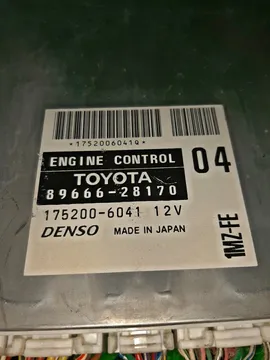 *1752006041Q*
ENGINE CONTROL
04
TOYOTA
89666-28170
175200-6041 12V
DENSO MADE IN JAPAN
1MZ-FE